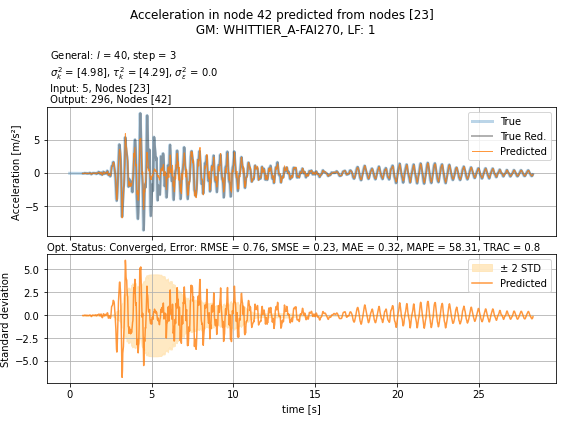 Acceleration in node 42 predicted from nodes [23]
GM: WHITTIER_A-FAI270, LF: 1
General: l = 40, step = 3
σ²_k = [4.98], τ²_k = [4.29], σ²_ε = 0.0
Input: 5, Nodes [23]
Output: 296, Nodes [42]
Acceleration [m/s²]
5
0
−5
True
True Red.
Predicted
Opt. Status: Converged, Error: RMSE = 0.76, SMSE = 0.23, MAE = 0.32, MAPE = 58.31, TRAC = 0.8
Standard deviation
5.0
2.5
0.0
−2.5
−5.0
± 2 STD
Predicted
0 5 10 15 20 25
time [s]